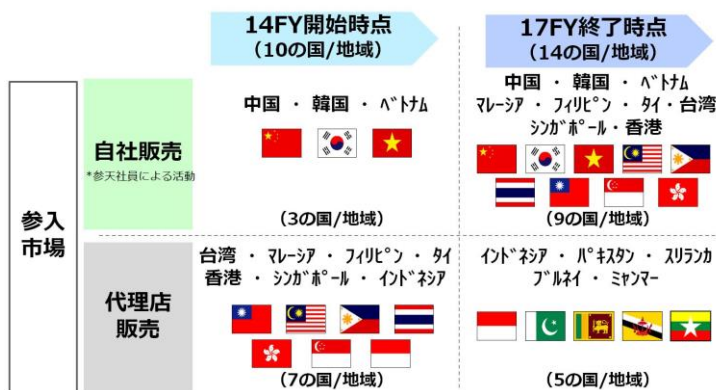 14FY開始時点
(10の国/地域)
17FY終了時点
(14の国/地域)
参入
市場
自社販売
*参天社員による活動
中国 ・ 韓国 ・ ﾍﾞﾄﾅﾑ
(3の国/地域)
中国 ・ 韓国 ・ ﾍﾞﾄﾅﾑ
ﾏﾚｰｼｱ ・ ﾌｨﾘﾋﾟﾝ ・ ﾀｲ・台湾
ｼﾝｶﾞﾎﾟｰﾙ・香港
(9の国/地域)
代理店
販売
台湾 ・ ﾏﾚｰｼｱ ・ ﾌｨﾘﾋﾟﾝ ・ ﾀｲ
香港 ・ ｼﾝｶﾞﾎﾟｰﾙ ・ ｲﾝﾄﾞﾈｼｱ
(7の国/地域)
ｲﾝﾄﾞﾈｼｱ ・ ﾊﾟｷｽﾀﾝ ・ ｽﾘﾗﾝｶ
ﾌﾞﾙﾈｲ ・ ﾐｬﾝﾏｰ
(5の国/地域)